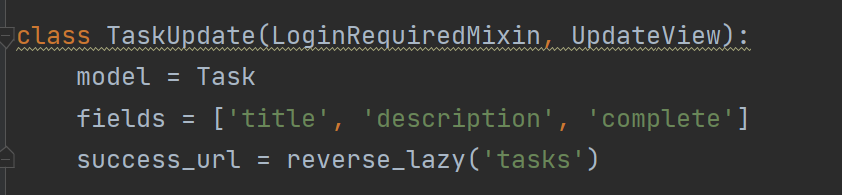 class TaskUpdate(LoginRequiredMixin, UpdateView):
    model = Task
    fields = ['title', 'description', 'complete']
    success_url = reverse_lazy('tasks')